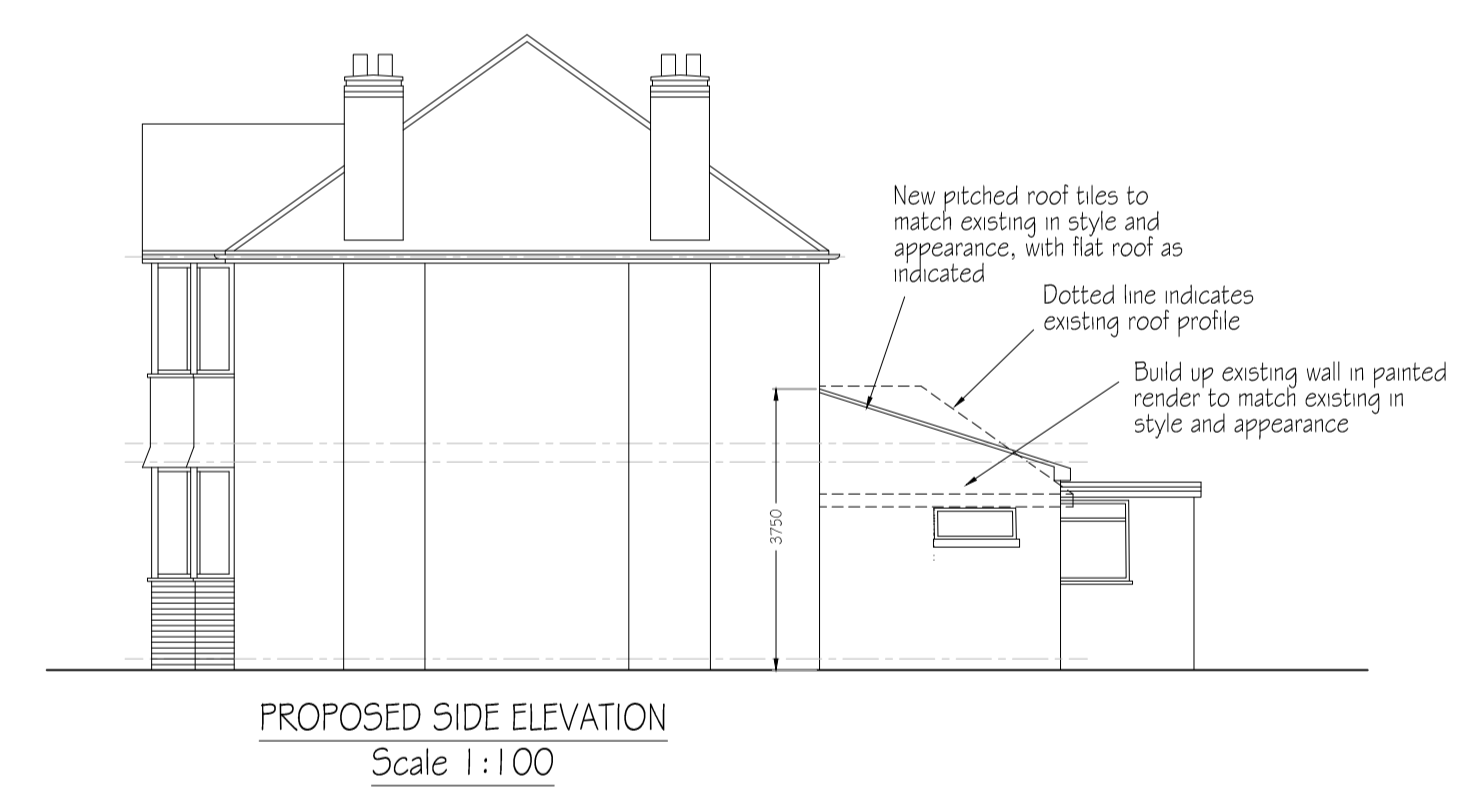 New pitched roof tiles to
match existing in style and
appearance, with flat roof as
indicated
Dotted line indicates
existing roof profile
Build up existing wall in painted
render to match existing in
style and appearance
3750
PROPOSED SIDE ELEVATION
Scale 1:100